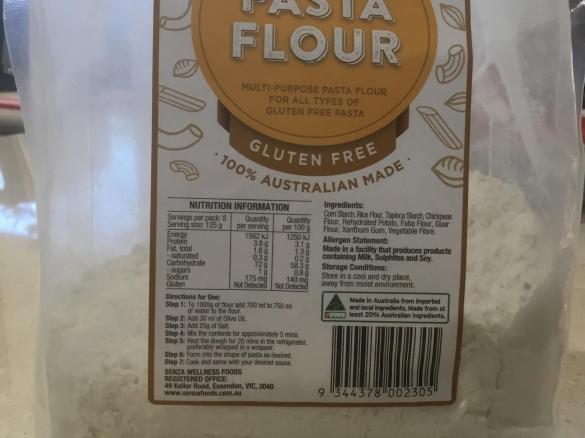 PASTA
FLOUR
MULTI-PURPOSE PASTA FLOUR
FOR ALL TYPES OF
GLUTEN FREE PASTA
GLUTEN FREE
· 100% AUSTRALIAN MADE ·
NUTRITION INFORMATION
Servings per pack: 8 Quantity Quantity
Serving size: 125 g per serving per 100 g
Energy 1562 kJ 1250 kJ
Protein 3.8 g 3.1 g
Fat, total 1.6 g 1.3 g
- saturated 0.3 g 0.2 g
Carbohydrate 72 g 58.3 g
- sugars 1 g 0.8 g
Sodium 175 mg 140 mg
Gluten Not Detected Not Detected
Directions for Use:
Step 1: To 1000g of flour add 700 ml to 750 ml
of water to the flour.
Step 2: Add 30 ml of Olive Oil.
Step 3: Add 25g of Salt.
Step 4: Mix the contents for approximately 5 mins.
Step 5: Rest the dough for 20 mins in the refrigerator,
preferably wrapped in a wrapper.
Step 6: Form into the shape of pasta as desired.
Step 7: Cook and serve with your desired sauce.
SENZA WELLNESS FOODS
REGISTERED OFFICE:
49 Keilor Road, Essendon, VIC, 3040
www.senzafoods.com.au
Ingredients:
Corn Starch, Rice Flour, Tapioca Starch, Chickpeas
Flour, Rehydrated Potato, Faba Flour, Guar
Flour, Xanthum Gum, Vegetable Fibre.
Allergen Statement:
Made in a facility that produces products
containing Milk, Sulphites and Soy.
Storage Conditions:
Store in a cool and dry place,
away from moist environment.
Made in Australia from imported
and local ingredients. Made from at
least 20% Australian ingredients.
9 344378 002305